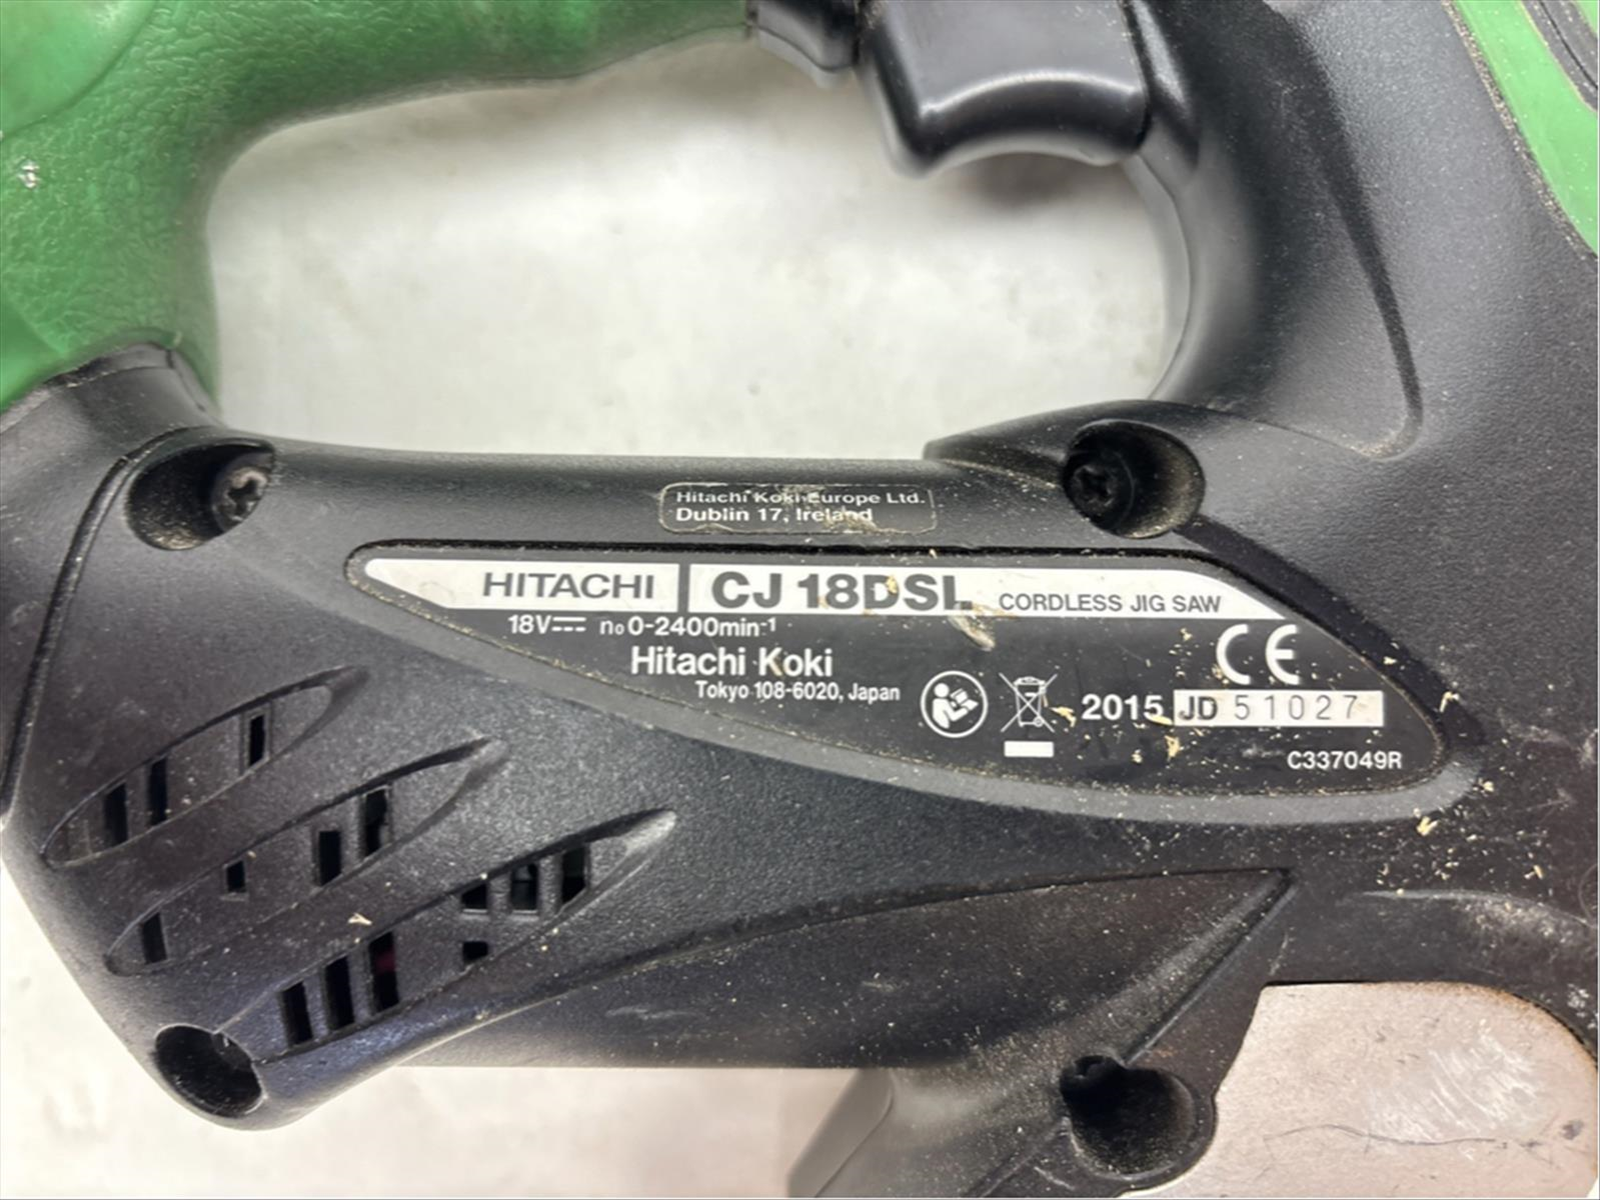 Hitachi Koki Europe Ltd.
Dublin 17, Ireland
HITACHI CJ 18DSL CORDLESS JIG SAW
18V n₀ 0-2400min⁻¹
Hitachi Koki
Tokyo 108-6020, Japan
CE
2015 JD 51027
C337049R